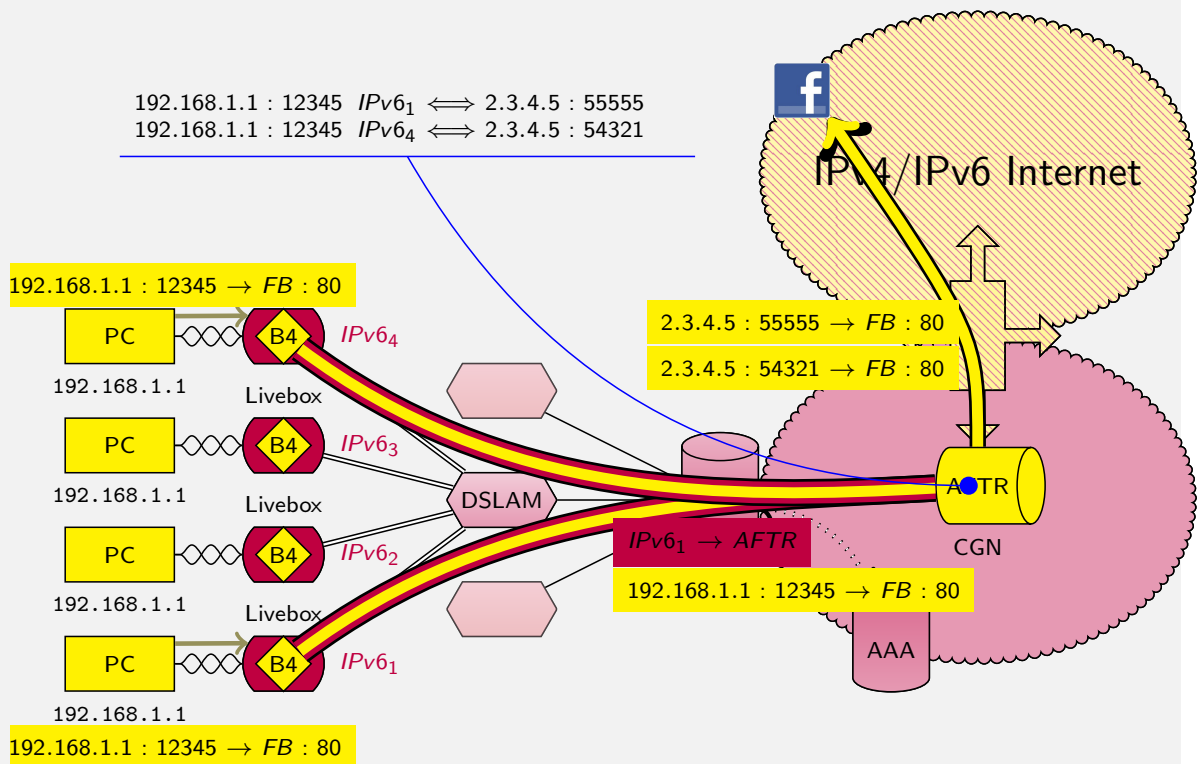 192.168.1.1 : 12345 IPv6₁ ⟺ 2.3.4.5 : 55555
192.168.1.1 : 12345 IPv6₄ ⟺ 2.3.4.5 : 54321
f
IPv4/IPv6 Internet
192.168.1.1 : 12345 → FB : 80
PC
B4
IPv6₄
192.168.1.1
Livebox
2.3.4.5 : 55555 → FB : 80
2.3.4.5 : 54321 → FB : 80
PC
B4
IPv6₃
192.168.1.1
Livebox
DSLAM
AFTR
CGN
PC
B4
IPv6₂
192.168.1.1
Livebox
IPv6₁ → AFTR
192.168.1.1 : 12345 → FB : 80
AAA
PC
B4
IPv6₁
192.168.1.1
192.168.1.1 : 12345 → FB : 80